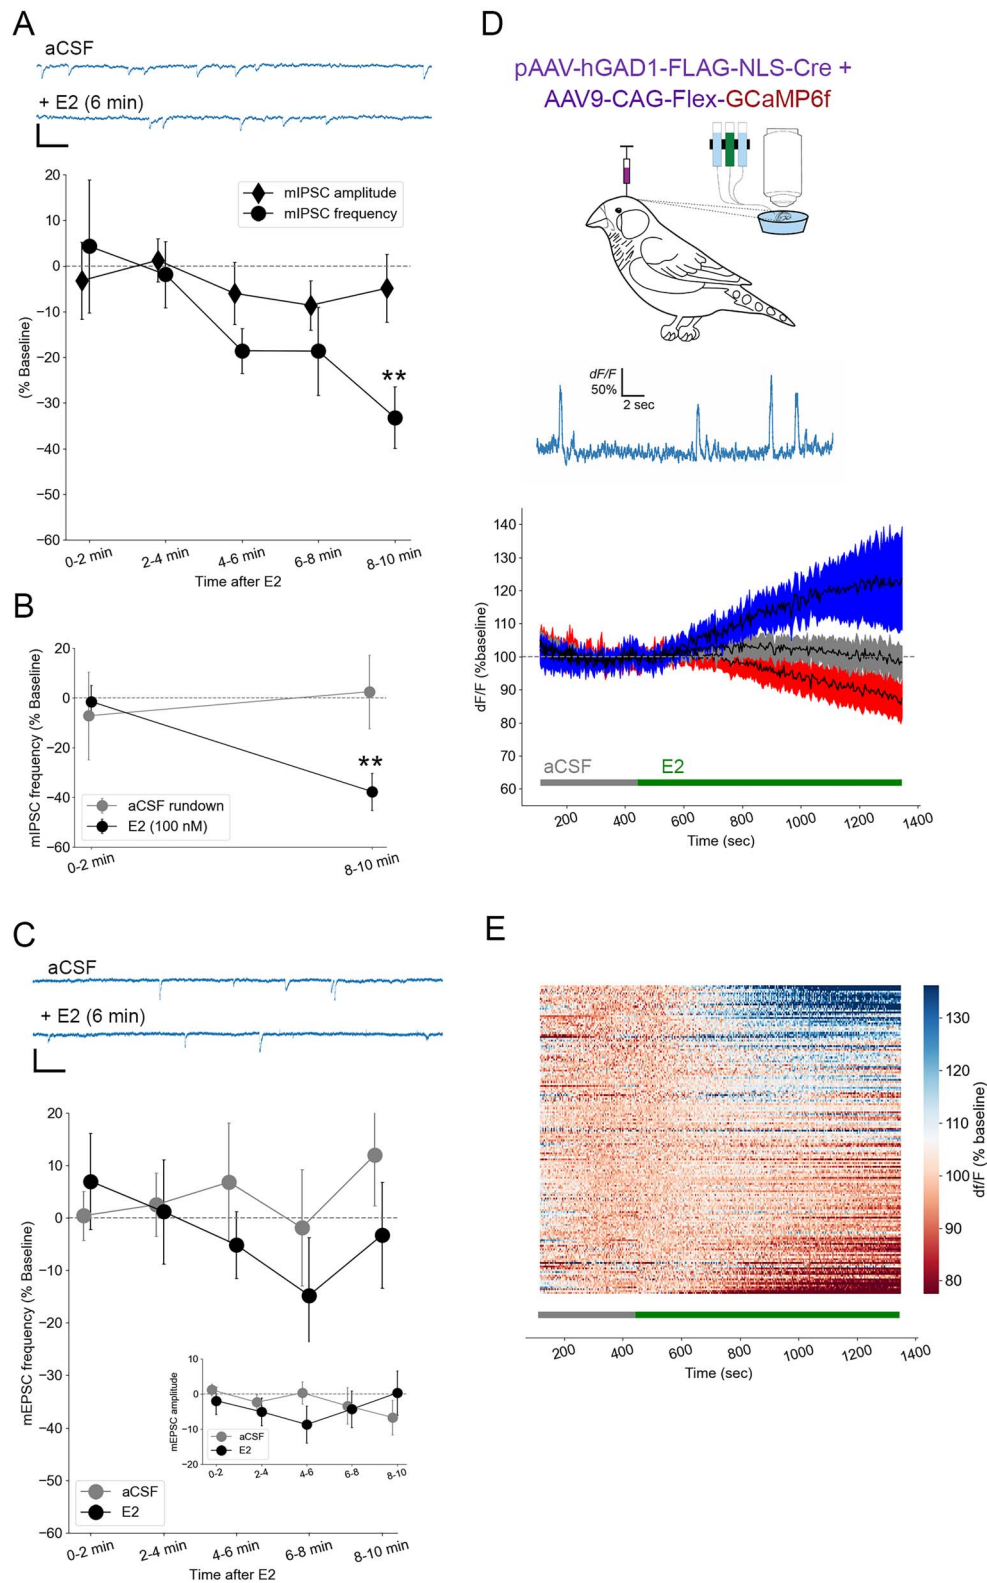 A
aCSF
+ E2 (6 min)
20
10
0
−10
−20
−30
−40
−50
−60
(% Baseline)
mIPSC amplitude
mIPSC frequency
**
0-2 min
2-4 min
4-6 min
6-8 min
8-10 min
Time after E2
B
20
0
−20
−40
−60
mIPSC frequency (% Baseline)
**
aCSF rundown
E2 (100 nM)
0-2 min
8-10 min
C
aCSF
+ E2 (6 min)
20
10
0
−10
−20
−30
−40
−50
−60
mEPSC frequency (% Baseline)
10
0
−10
−20
mEPSC amplitude
aCSF
E2
0-2
2-4
4-6
6-8
8-10
aCSF
E2
0-2 min
2-4 min
4-6 min
6-8 min
8-10 min
Time after E2
D
pAAV-hGAD1-FLAG-NLS-Cre +
AAV9-CAG-Flex-GCaMP6f
dF/F
50%
2 sec
140
130
120
110
100
90
80
70
60
dF/F (%baseline)
aCSF
E2
200
400
600
800
1000
1200
1400
Time (sec)
E
130
120
110
100
90
80
df/F (% baseline)
200
400
600
800
1000
1200
1400
Time (sec)